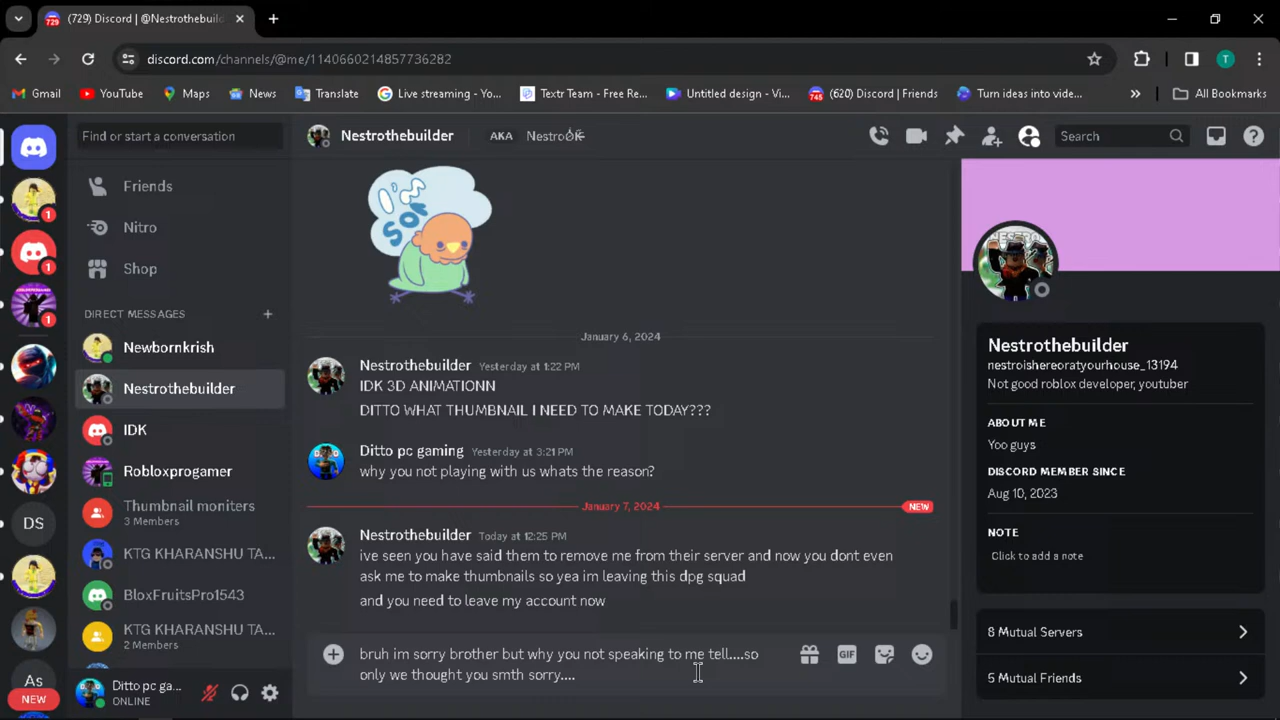 (729) Discord | @Nestrothebuild
discord.com/channels/@me/1140660214857736282
T
Gmail
YouTube
Maps
News
Translate
Live streaming - Yo...
Textr Team - Free Re...
Untitled design - Vi...
(620) Discord | Friends
Turn ideas into vide...
»
All Bookmarks
Find or start a conversation
Nestrothebuilder
AKA
Search
Friends
Nitro
Shop
DIRECT MESSAGES
Newbornkrish
Nestrothebuilder
IDK
Robloxprogamer
Thumbnail moniters
3 Members
KTG KHARANSHU TA...
BloxFruitsPro1543
KTG KHARANSHU TA...
2 Members
1
1
1
DS
As
NEW
Ditto pc ga...
ONLINE
I'M
January 6, 2024
Nestrothebuilder Yesterday at 1:22 PM
IDK 3D ANIMATIONN
DITTO WHAT THUMBNAIL I NEED TO MAKE TODAY???
Ditto pc gaming Yesterday at 3:21 PM
why you not playing with us whats the reason?
January 7, 2024
NEW
Nestrothebuilder Today at 12:25 PM
ive seen you have said them to remove me from their server and now you dont even
ask me to make thumbnails so yea im leaving this dpg squad
and you need to leave my account now
bruh im sorry brother but why you not speaking to me tell....so
only we thought you smth sorry....
GIF
Nestrothebuilder
nestroishereoratyourhouse_13194
Not good roblox developer, youtuber
ABOUT ME
Yoo guys
DISCORD MEMBER SINCE
Aug 10, 2023
NOTE
Click to add a note
8 Mutual Servers
5 Mutual Friends